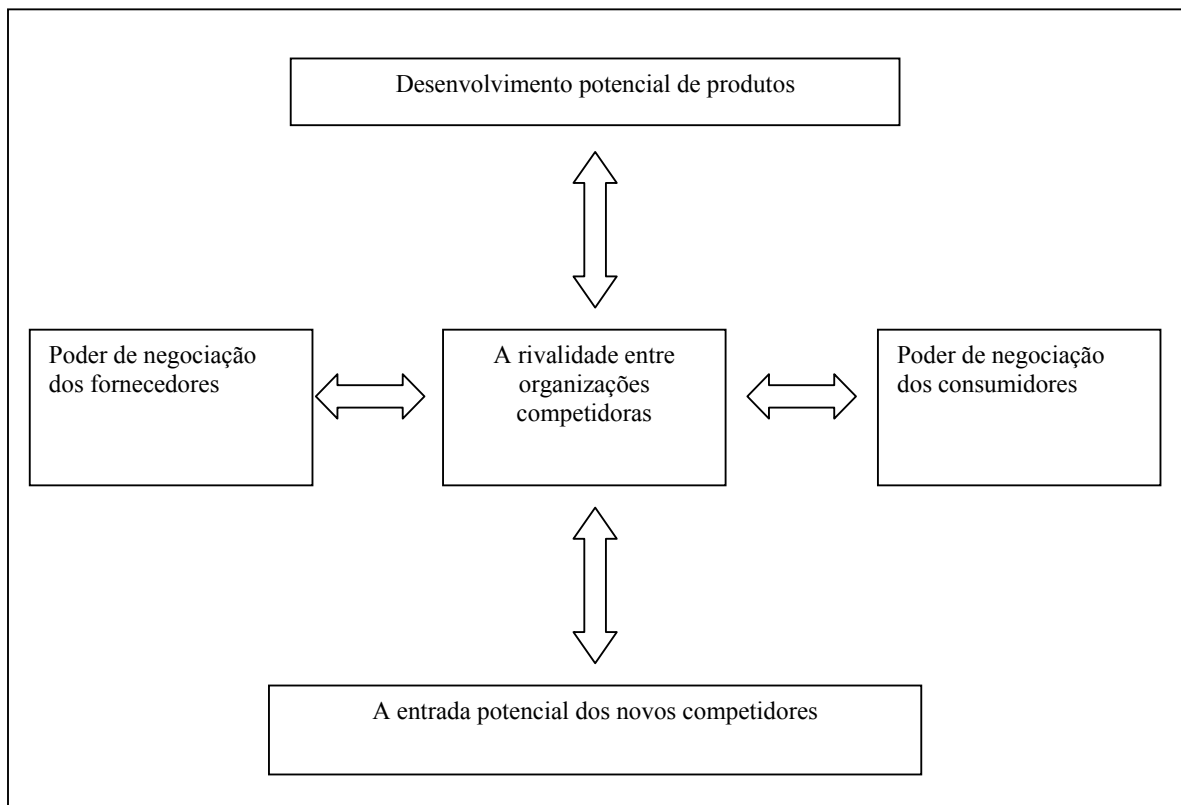 Desenvolvimento potencial de produtos
Poder de negociação
dos fornecedores
A rivalidade entre
organizações
competidoras
Poder de negociação
dos consumidores
A entrada potencial dos novos competidores